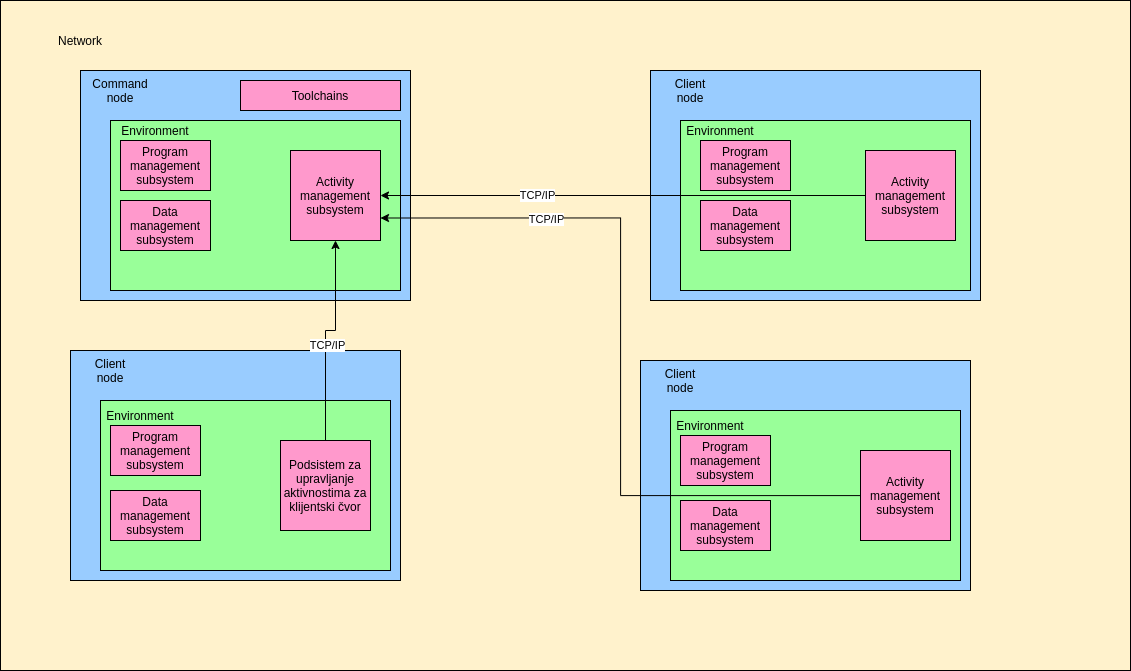 Network
Command
node
Toolchains
Environment
Program
management
subsystem
Data
management
subsystem
Activity
management
subsystem
TCP/IP
TCP/IP
Client
node
Environment
Program
management
subsystem
Data
management
subsystem
Activity
management
subsystem
TCP/IP
Client
node
Environment
Program
management
subsystem
Data
management
subsystem
Podsistem za
upravljanje
aktivnostima za
klijentski čvor
Client
node
Environment
Program
management
subsystem
Data
management
subsystem
Activity
management
subsystem